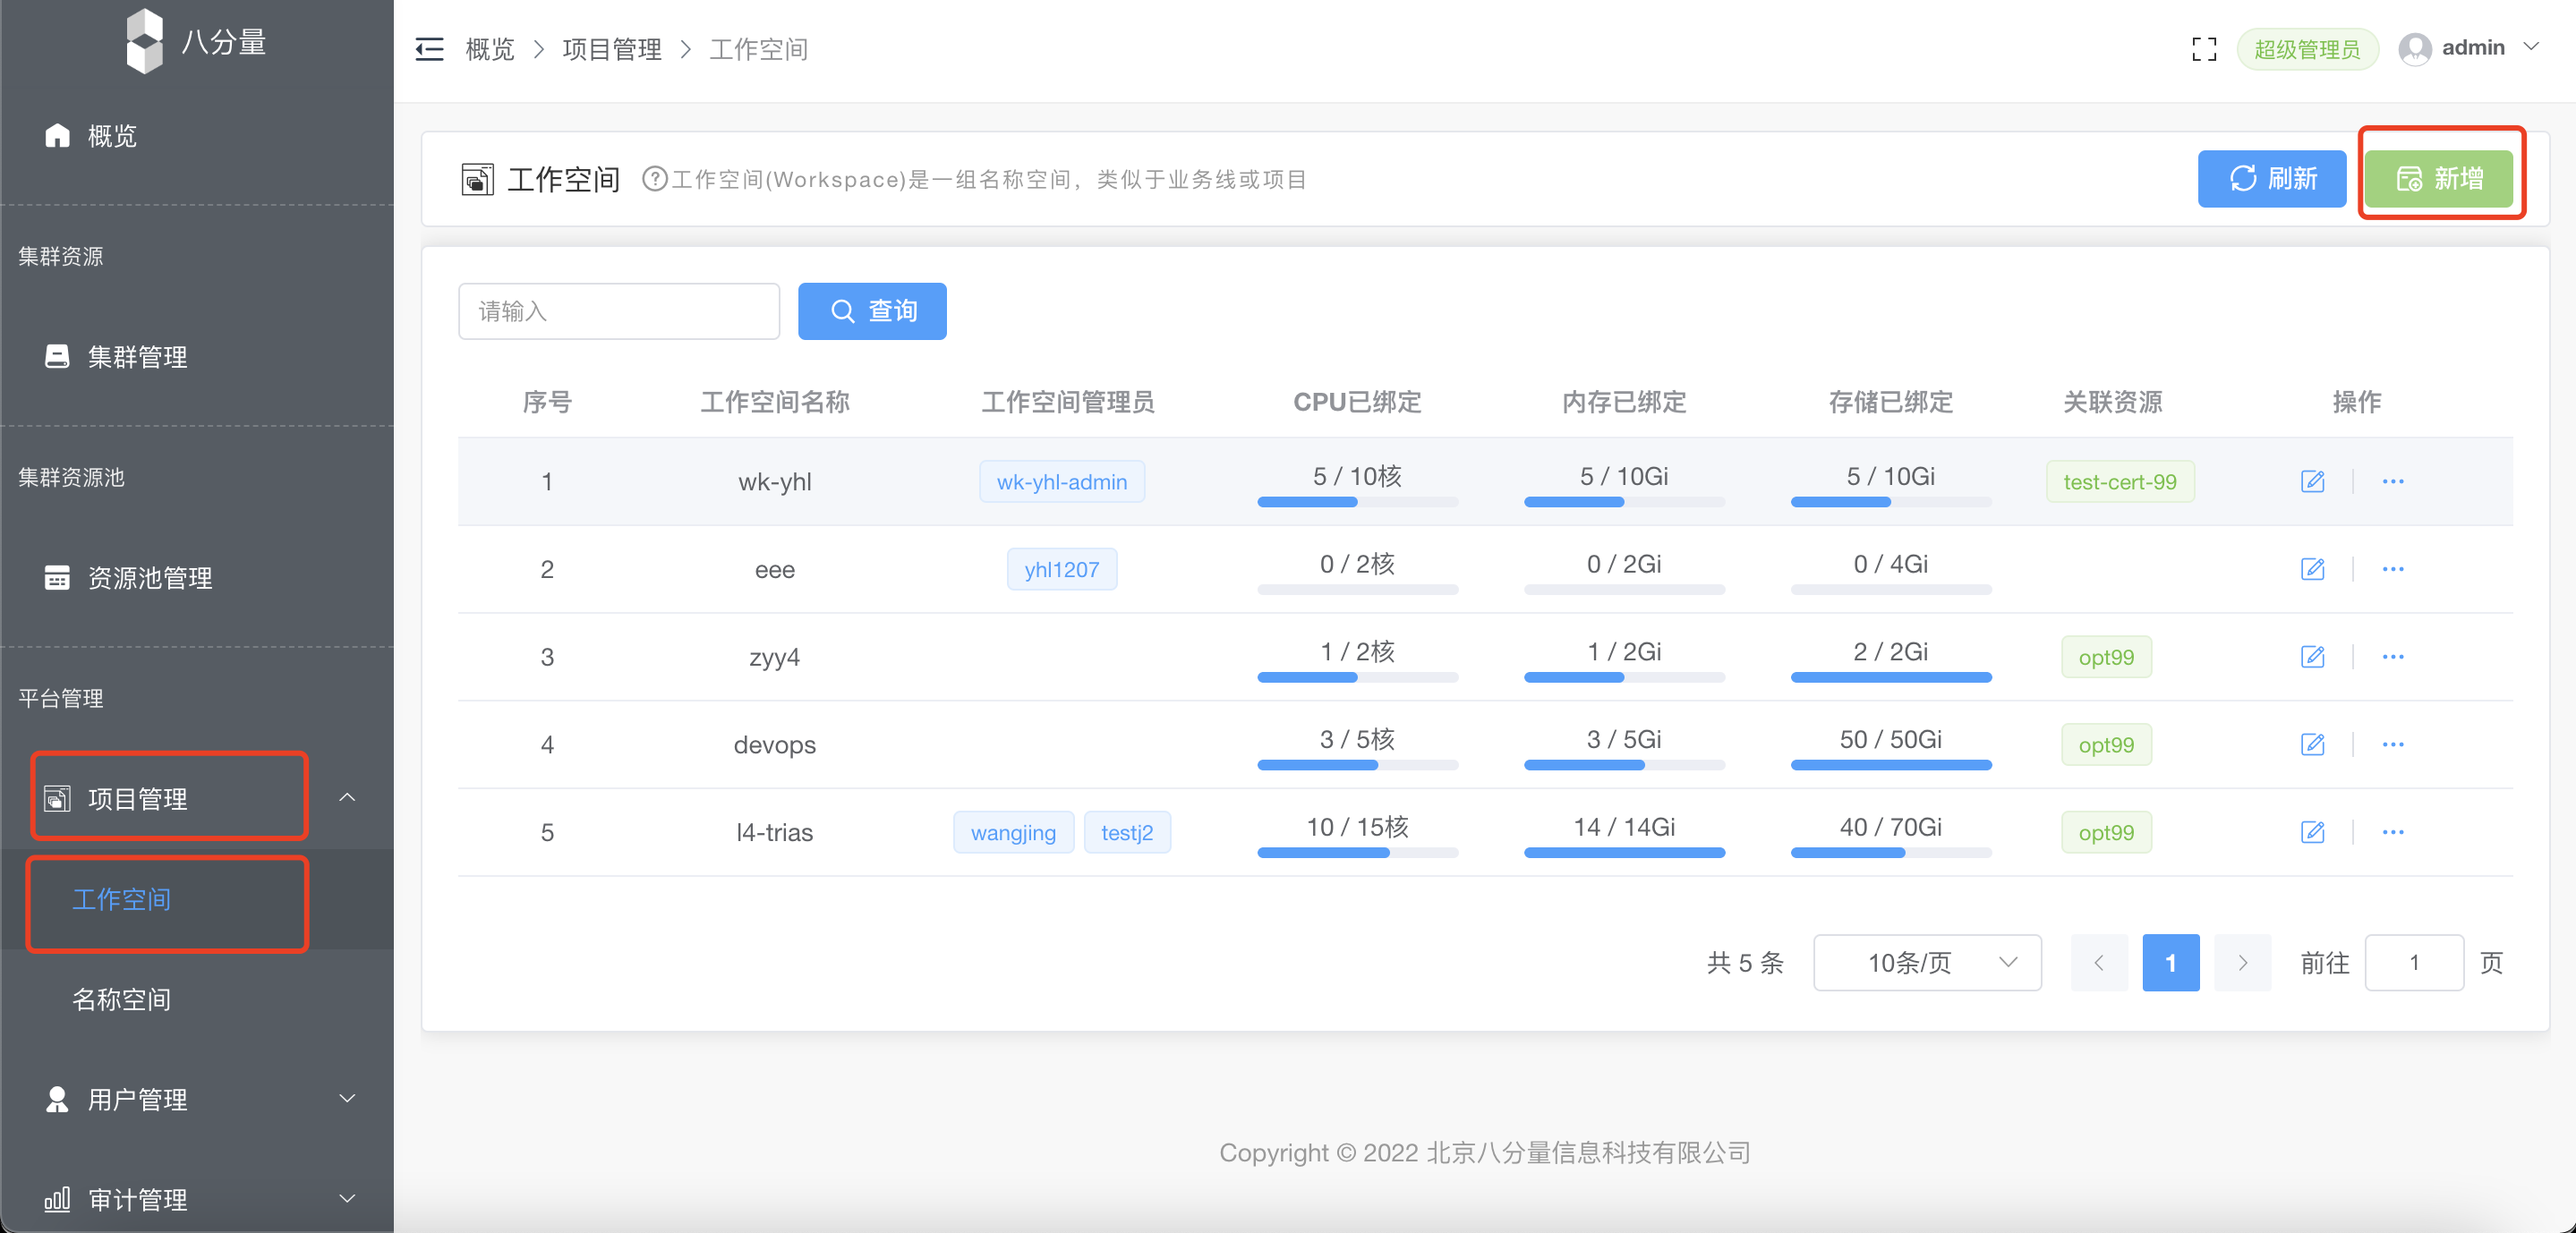 八分量
概览
集群资源
集群管理
集群资源池
资源池管理
平台管理
项目管理
工作空间
名称空间
用户管理
审计管理
概览 > 项目管理 > 工作空间
超级管理员 admin
工作空间 ?工作空间(Workspace)是一组名称空间，类似于业务线或项目
刷新 新增
请输入 查询
序号 工作空间名称 工作空间管理员 CPU已绑定 内存已绑定 存储已绑定 关联资源 操作
1 wk-yhl wk-yhl-admin 5 / 10核 5 / 10Gi 5 / 10Gi test-cert-99
2 eee yhl1207 0 / 2核 0 / 2Gi 0 / 4Gi
3 zyy4 1 / 2核 1 / 2Gi 2 / 2Gi opt99
4 devops 3 / 5核 3 / 5Gi 50 / 50Gi opt99
5 l4-trias wangjing testj2 10 / 15核 14 / 14Gi 40 / 70Gi opt99
共 5 条 10条/页 < 1 > 前往 1 页
Copyright © 2022 北京八分量信息科技有限公司